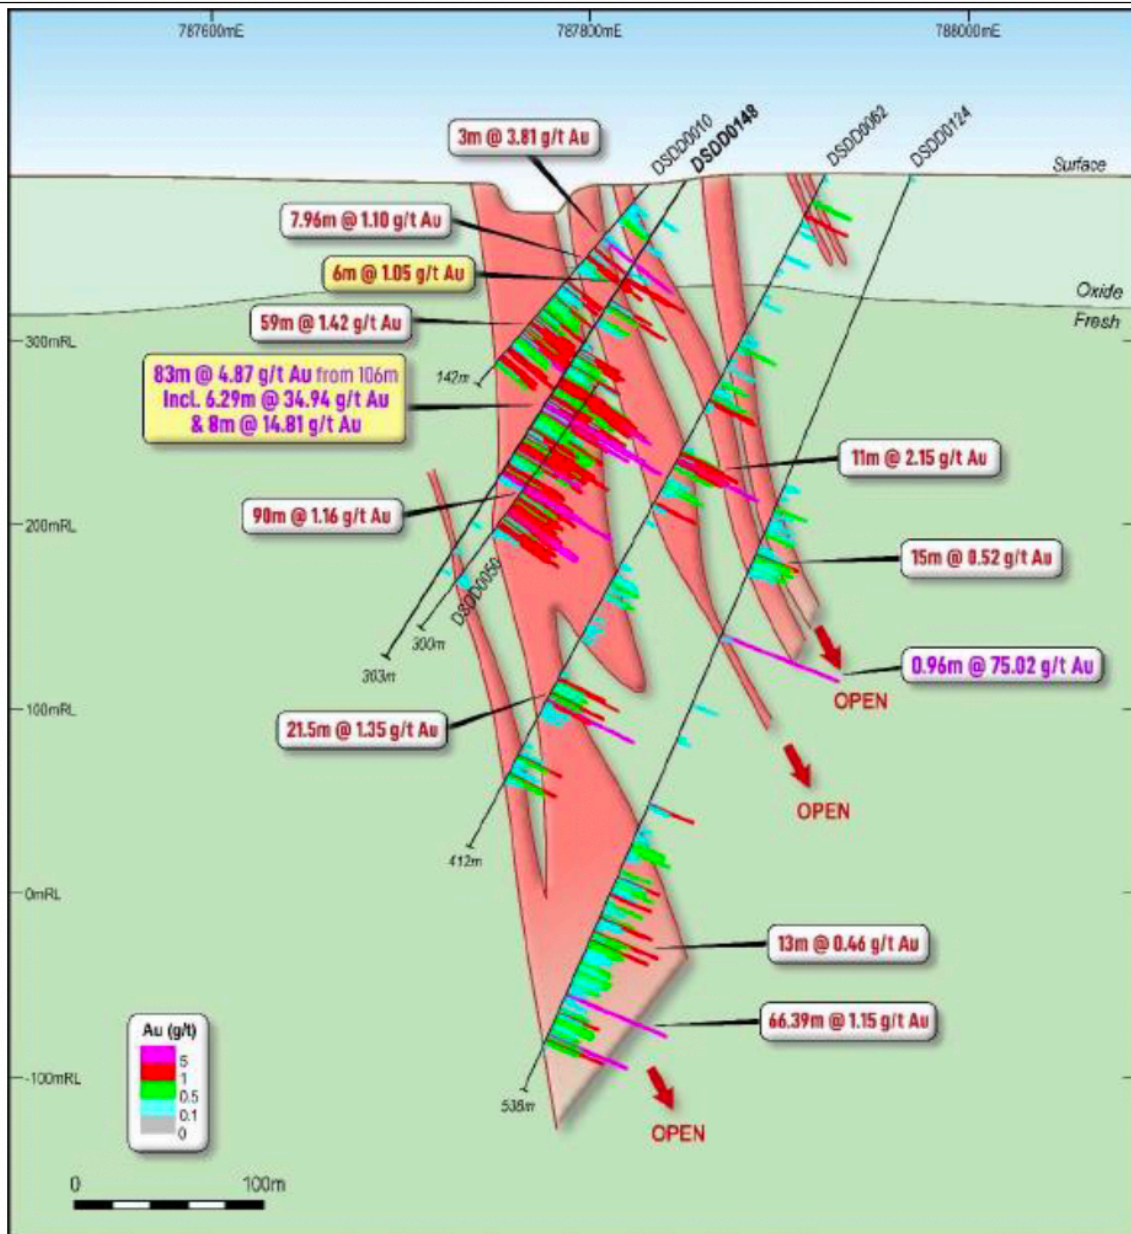 787600mE
787800mE
788000mE
DSDD0010
DSDD0148
DSDD0062
DSDD0124
3m @ 3.81 g/t Au
Surface
7.96m @ 1.10 g/t Au
6m @ 1.05 g/t Au
Oxide
Fresh
59m @ 1.42 g/t Au
300mRL
142m
83m @ 4.87 g/t Au from 106m
Incl. 6.29m @ 34.94 g/t Au
& 8m @ 14.81 g/t Au
11m @ 2.15 g/t Au
90m @ 1.16 g/t Au
200mRL
15m @ 0.52 g/t Au
DSDD0050
300m
303m
0.96m @ 75.02 g/t Au
OPEN
100mRL
21.5m @ 1.35 g/t Au
OPEN
412m
0mRL
13m @ 0.46 g/t Au
66.39m @ 1.15 g/t Au
Au (g/t)
5
1
0.5
0.1
0
-100mRL
538m
OPEN
0 100m